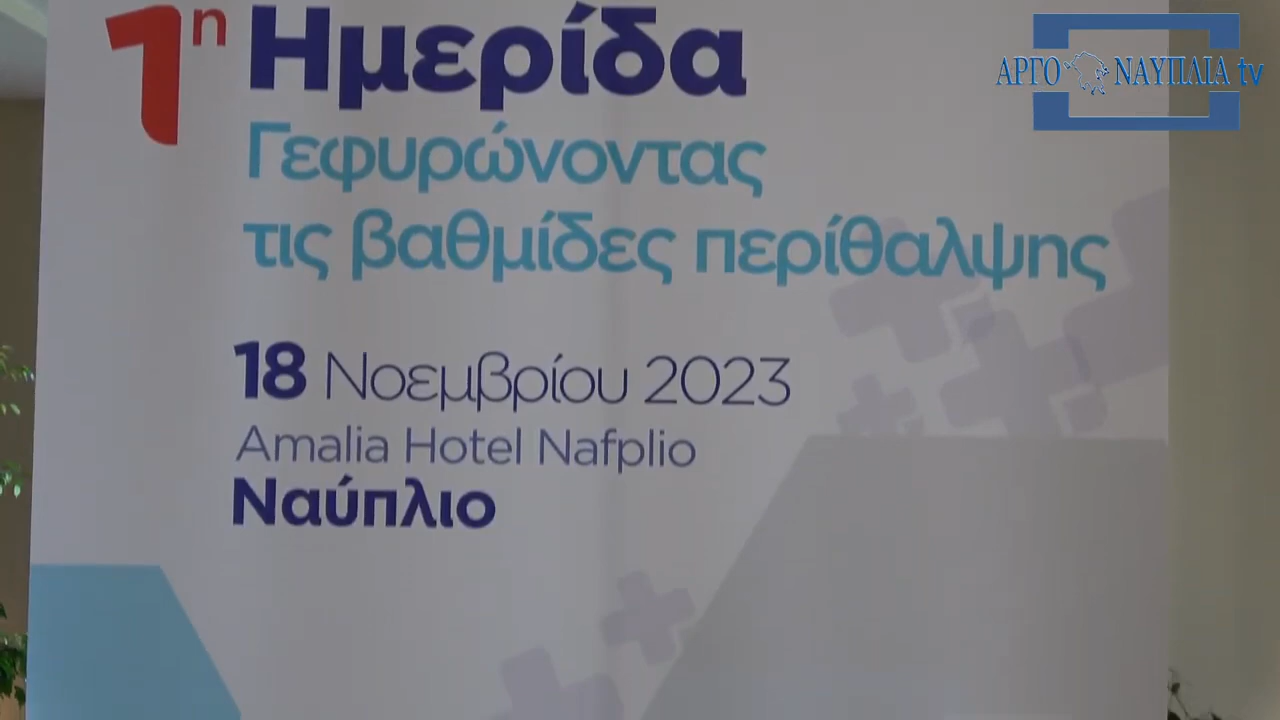 1η Ημερίδα
Γεφυρώνοντας
τις βαθμίδες περίθαλψης
18 Νοεμβρίου 2023
Amalia Hotel Nafplio
Ναύπλιο
ΑΡΓΟ ΝΑΥΠΛΙΑ tv